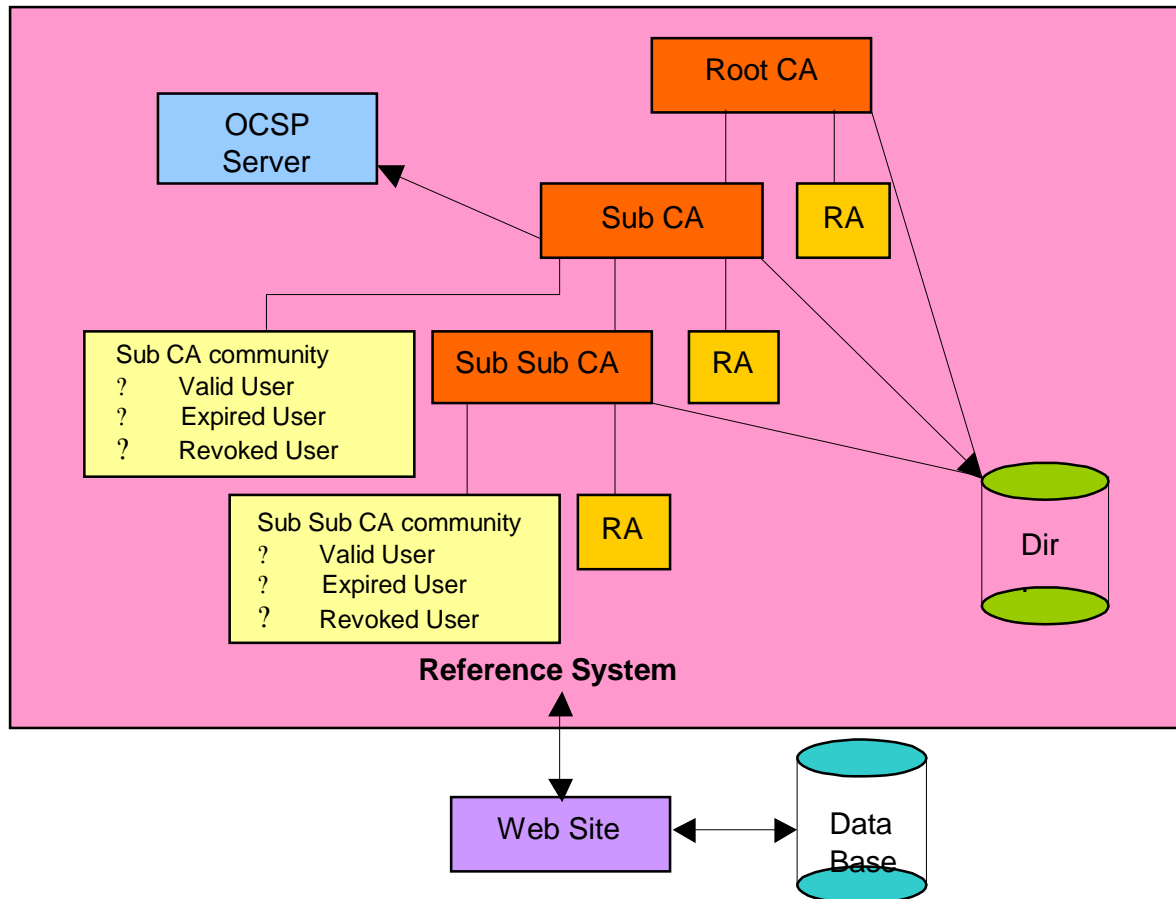 Root CA
OCSP
Server
Sub CA
RA
Sub CA community
? Valid User
? Expired User
? Revoked User
Sub Sub CA
RA
Sub Sub CA community
? Valid User
? Expired User
? Revoked User
RA
Dir
Reference System
Web Site
Data
Base